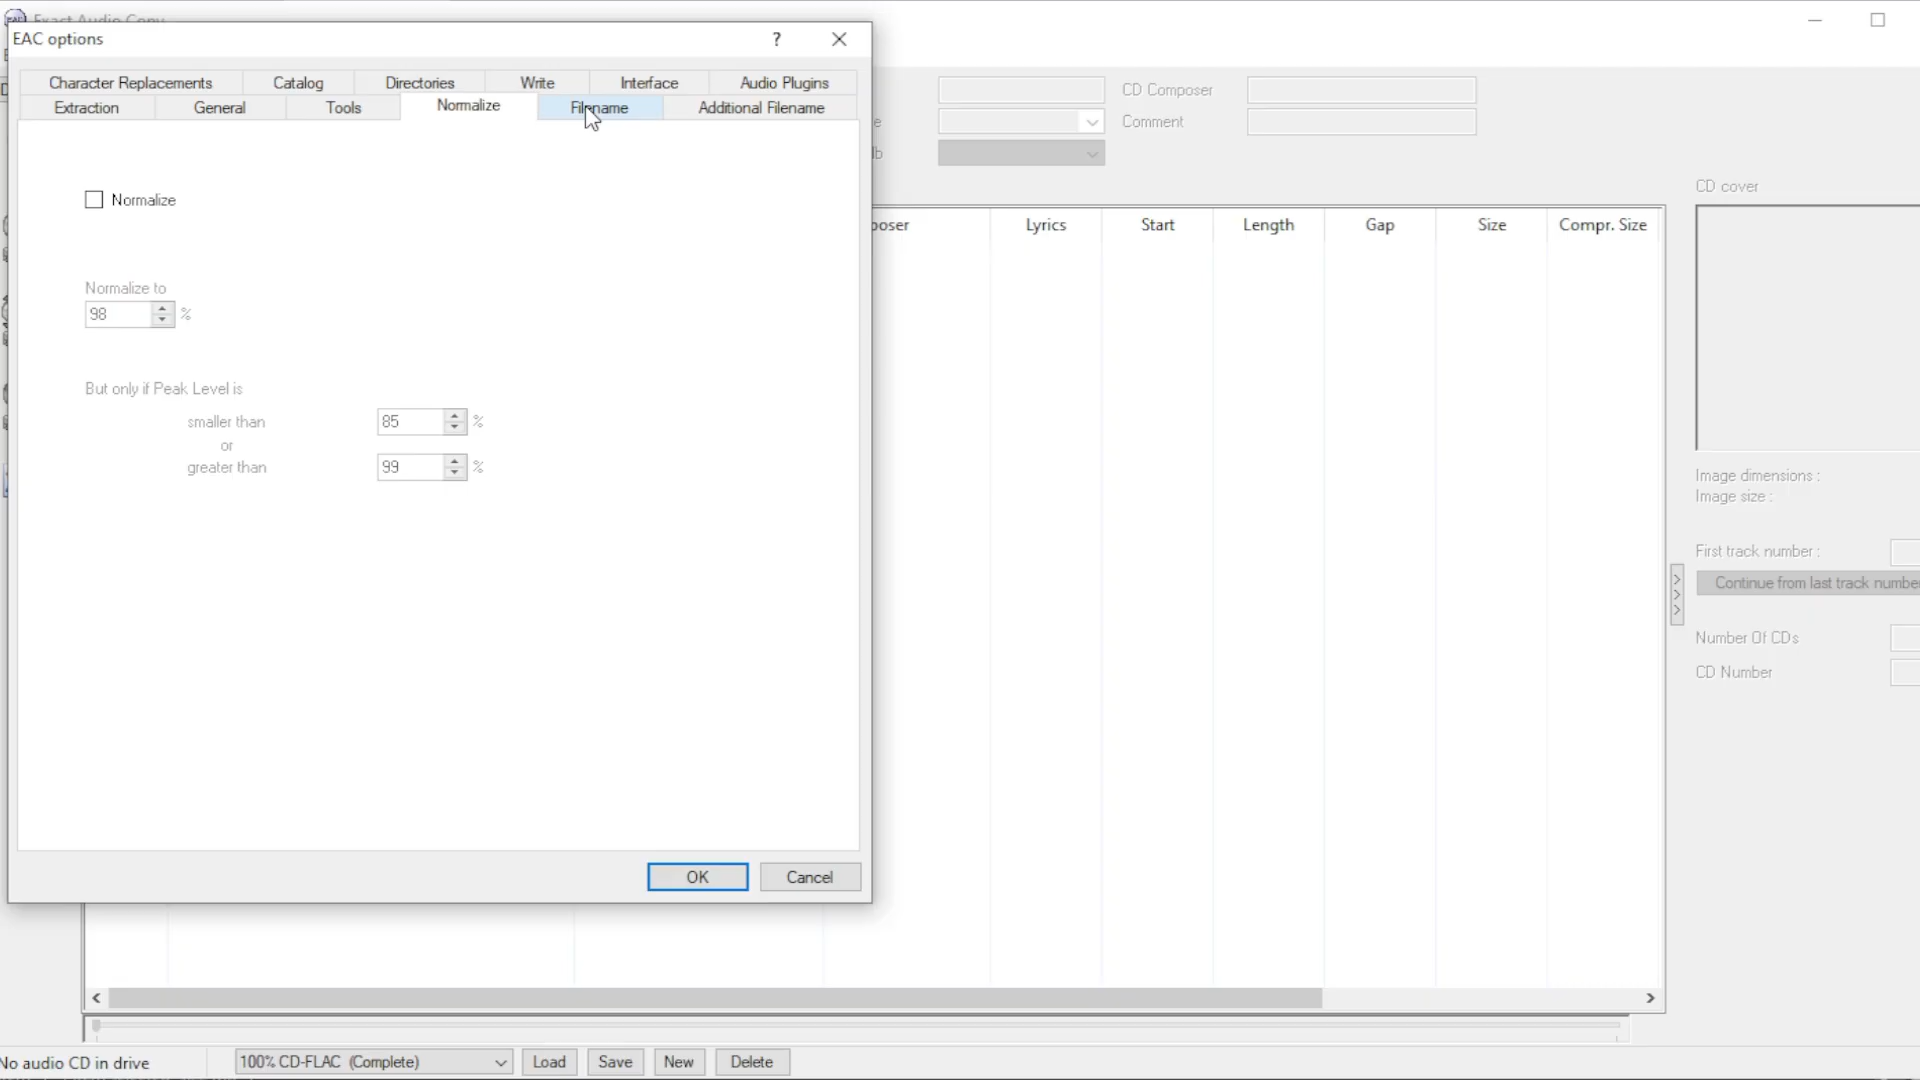 Exact Audio Copy
EAC options
?
Character Replacements
Catalog
Directories
Write
Interface
Audio Plugins
Extraction
General
Tools
Normalize
Filename
Additional Filename
Normalize
Normalize to
98
%
But only if Peak Level is
smaller than
85
%
or
greater than
99
%
OK
Cancel
CD Composer
Comment
CD cover
Lyrics
Start
Length
Gap
Size
Compr. Size
Image dimensions :
Image size :
First track number :
Continue from last track number
Number Of CDs
CD Number
No audio CD in drive
100% CD-FLAC (Complete)
Load
Save
New
Delete